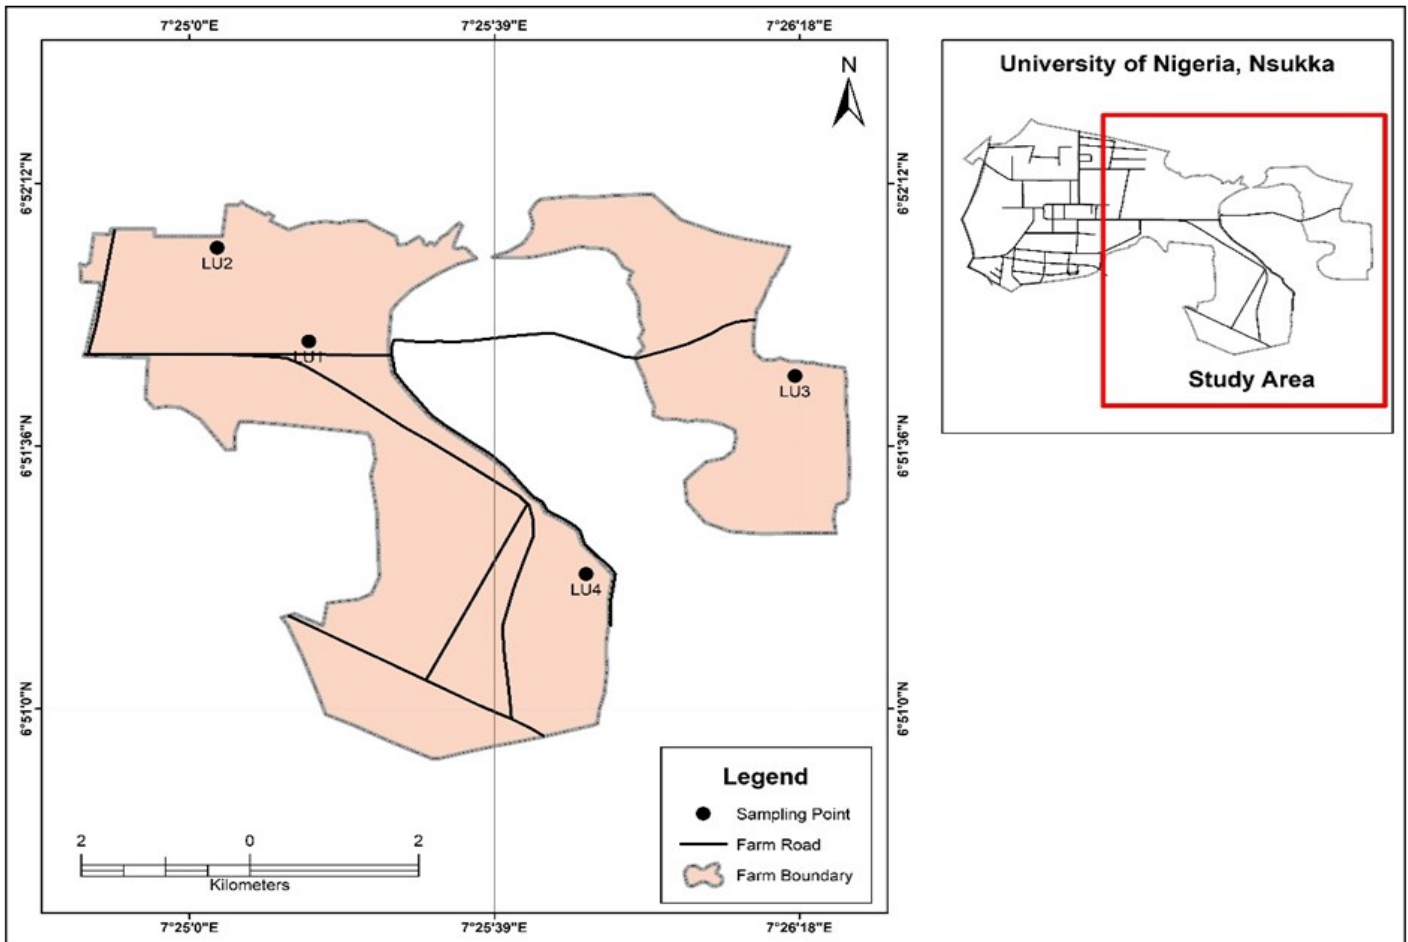 7°25'0"E
7°25'39"E
7°26'18"E
University of Nigeria, Nsukka
N
6°52'12"N
6°52'12"N
LU2
LU1
LU3
Study Area
6°51'36"N
6°51'36"N
LU4
6°51'0"N
6°51'0"N
Legend
Sampling Point
Farm Road
Farm Boundary
2 0 2
Kilometers
7°25'0"E
7°25'39"E
7°26'18"E